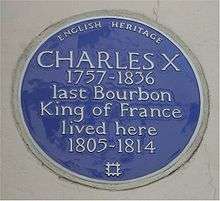 ENGLISH HERITAGE
CHARLES X
1757-1836
last Bourbon
King of France
lived here
1805-1814